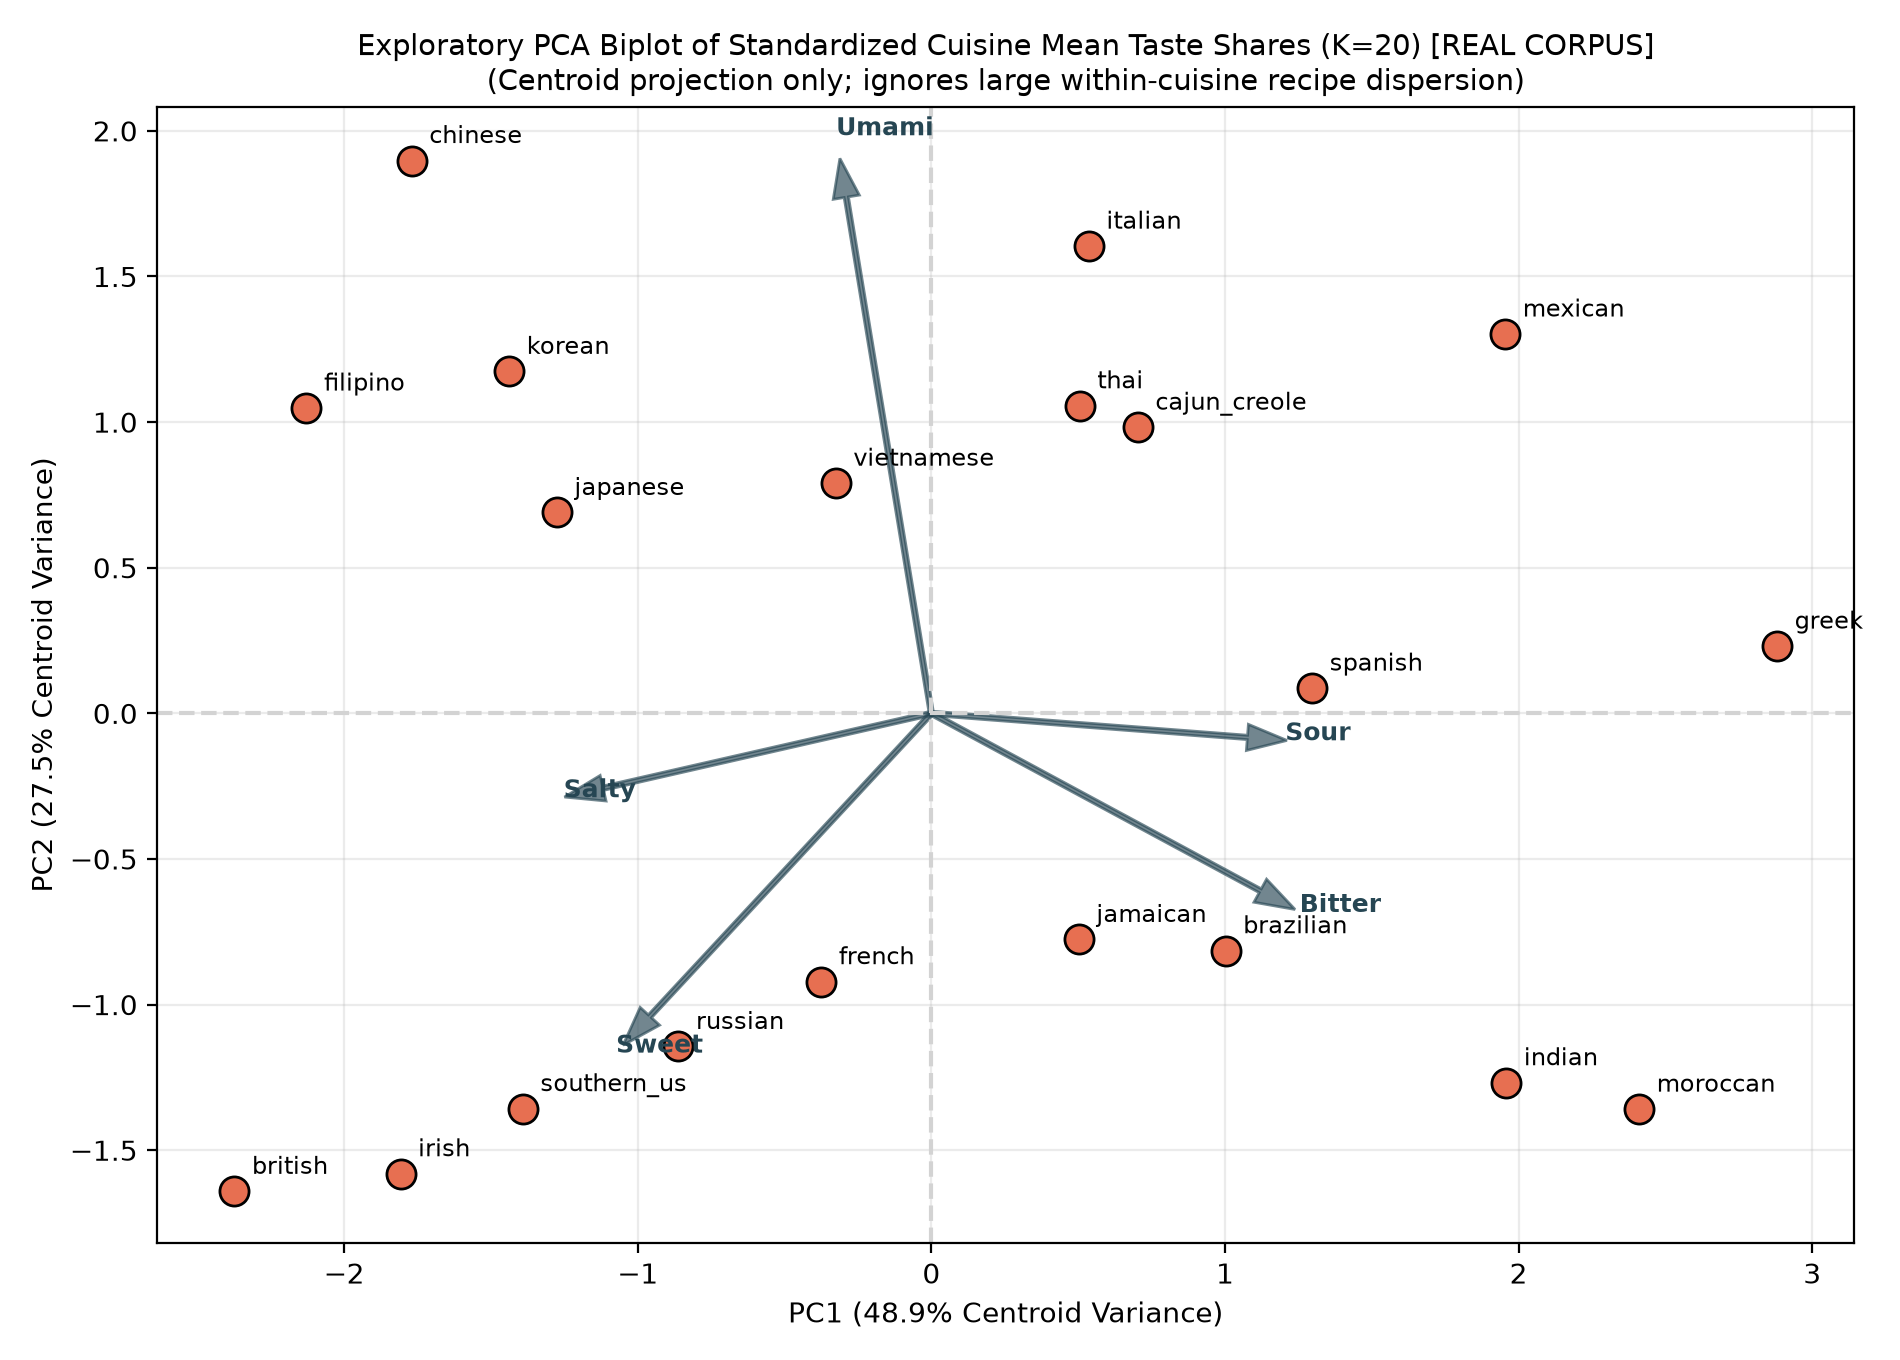 Exploratory PCA Biplot of Standardized Cuisine Mean Taste Shares (K=20) [REAL CORPUS]
(Centroid projection only; ignores large within-cuisine recipe dispersion)
PC2 (27.5% Centroid Variance)
2.0
1.5
1.0
0.5
0.0
−0.5
−1.0
−1.5
Umami
chinese
italian
mexican
korean
filipino
thai
cajun_creole
vietnamese
japanese
greek
spanish
Sour
Salty
Bitter
jamaican
brazilian
french
russian
Sweet
southern_us
indian
moroccan
irish
british
−2
−1
0
1
2
3
PC1 (48.9% Centroid Variance)